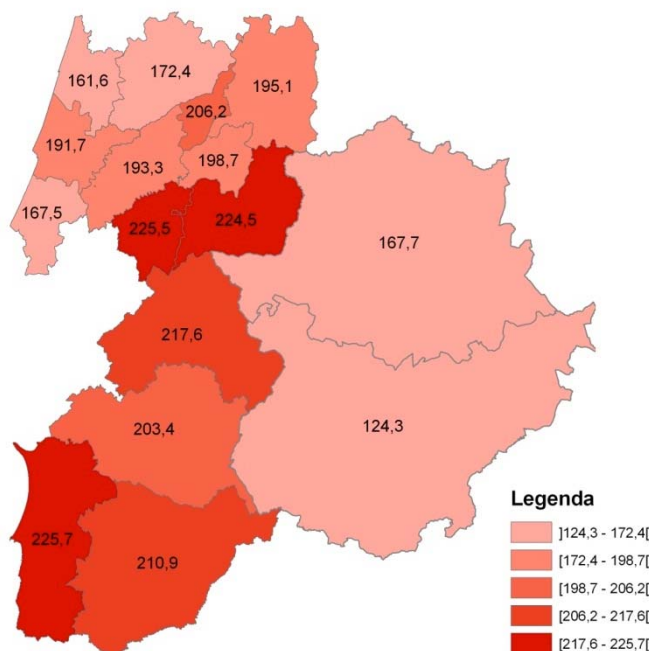 161,6
172,4
195,1
206,2
191,7
193,3
198,7
167,5
225,5
224,5
167,7
217,6
124,3
203,4
225,7
210,9
Legenda
]124,3 - 172,4[
[172,4 - 198,7[
[198,7 - 206,2[
[206,2 - 217,6[
[217,6 - 225,7[